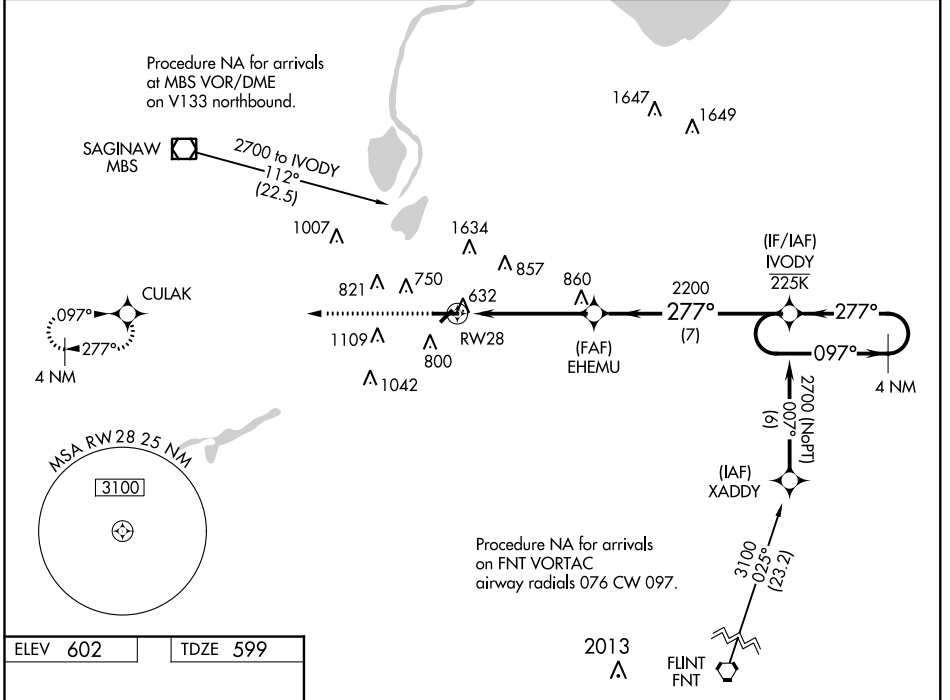 Procedure NA for arrivals
at MBS VOR/DME
on V133 northbound.
SAGINAW
MBS
2700 to IVODY
112°
(22.5)
1647
1649
1007
1634
857
821
750
860
632
RW28
1109
800
1042
CULAK
097°
277°
4 NM
(FAF)
EHEMU
2200
277°
(7)
(IF/IAF)
IVODY
225K
277°
097°
4 NM
2700 (NoPT)
007°
(6)
(IAF)
XADDY
3100
025°
(23.2)
MSA RW28 25 NM
3100
Procedure NA for arrivals
on FNT VORTAC
airway radials 076 CW 097.
2013
FLINT
FNT
ELEV 602
TDZE 599